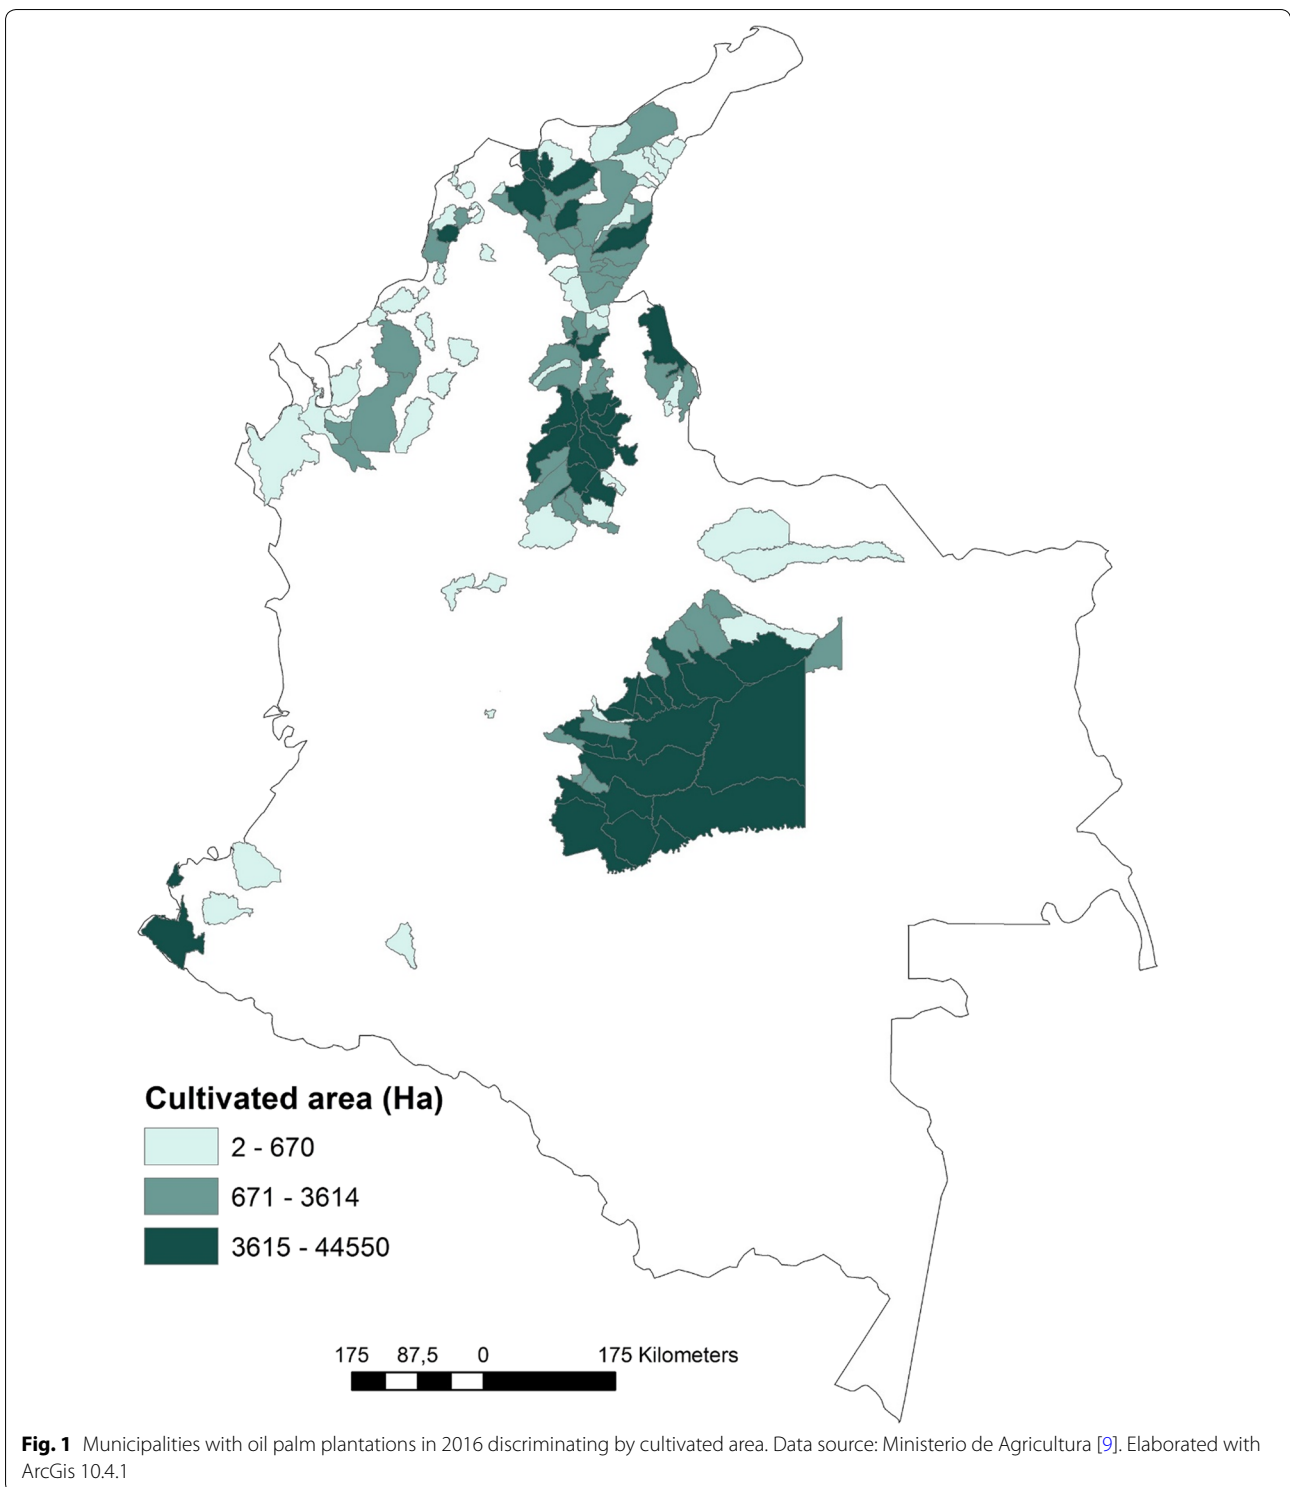 Cultivated area (Ha)
2 - 670
671 - 3614
3615 - 44550
175 87,5 0 175 Kilometers
Fig. 1 Municipalities with oil palm plantations in 2016 discriminating by cultivated area. Data source: Ministerio de Agricultura [9]. Elaborated with
ArcGis 10.4.1